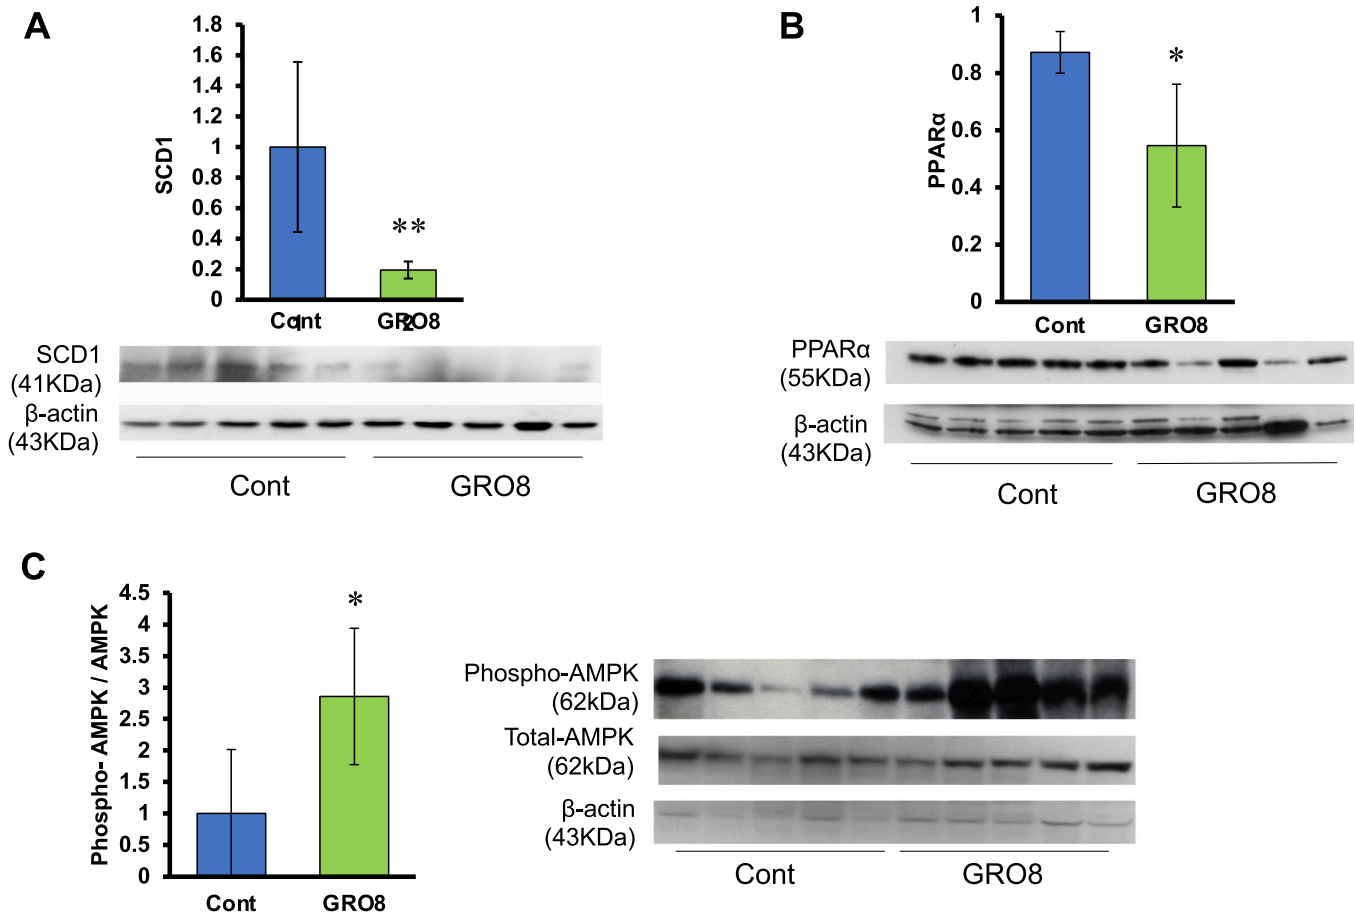 A
SCD1
1.8
1.6
1.4
1.2
1
0.8
0.6
0.4
0.2
0
**
Cont
GRO8
1
2
SCD1
(41KDa)
β-actin
(43KDa)
Cont
GRO8
B
PPARα
1
0.8
0.6
0.4
0.2
0
*
Cont
GRO8
PPARα
(55KDa)
β-actin
(43KDa)
Cont
GRO8
C
Phospho- AMPK / AMPK
4.5
4
3.5
3
2.5
2
1.5
1
0.5
0
*
Cont
GRO8
Phospho-AMPK
(62kDa)
Total-AMPK
(62kDa)
β-actin
(43KDa)
Cont
GRO8